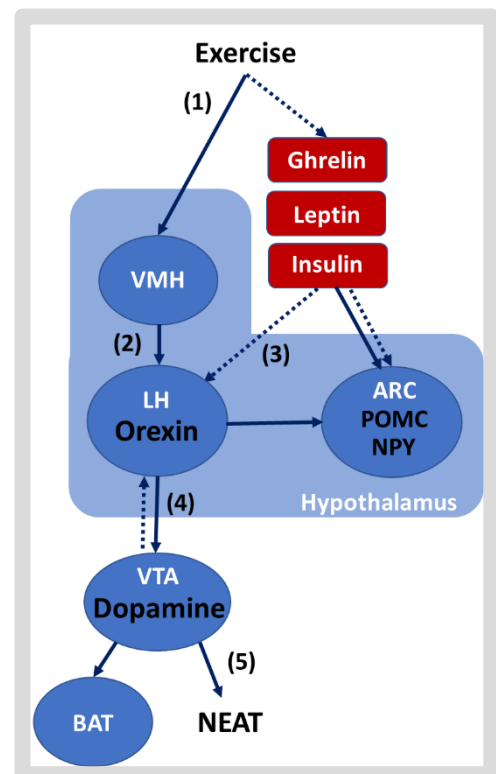 Exercise
(1)
Ghrelin
Leptin
Insulin
VMH
(2)
(3)
LH
Orexin
ARC
POMC
NPY
(4)
Hypothalamus
VTA
Dopamine
(5)
BAT
NEAT